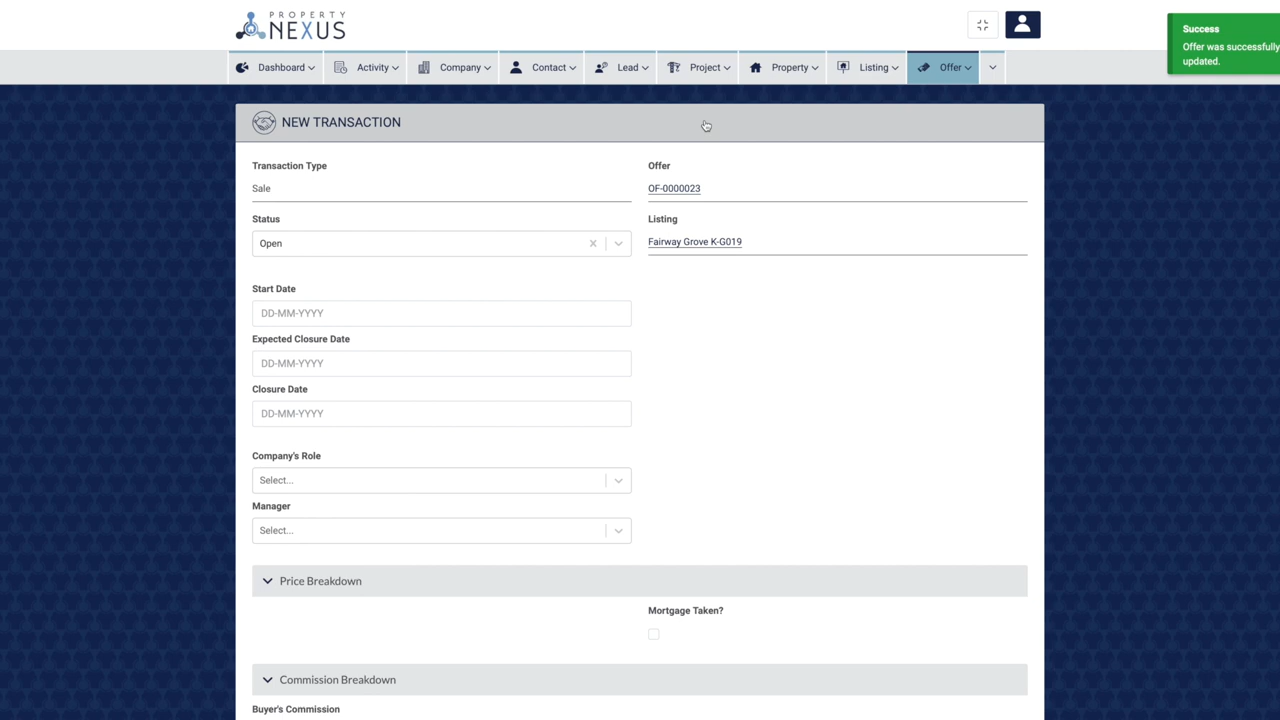 PROPERTY
NEXUS
Success
Offer was successfully
updated.
Dashboard
Activity
Company
Contact
Lead
Project
Property
Listing
Offer
NEW TRANSACTION
Transaction Type
Offer
Sale
OF-0000023
Status
Listing
Open
Fairway Grove K-G019
Start Date
DD-MM-YYYY
Expected Closure Date
DD-MM-YYYY
Closure Date
DD-MM-YYYY
Company's Role
Select...
Manager
Select...
Price Breakdown
Mortgage Taken?
Commission Breakdown
Buyer's Commission